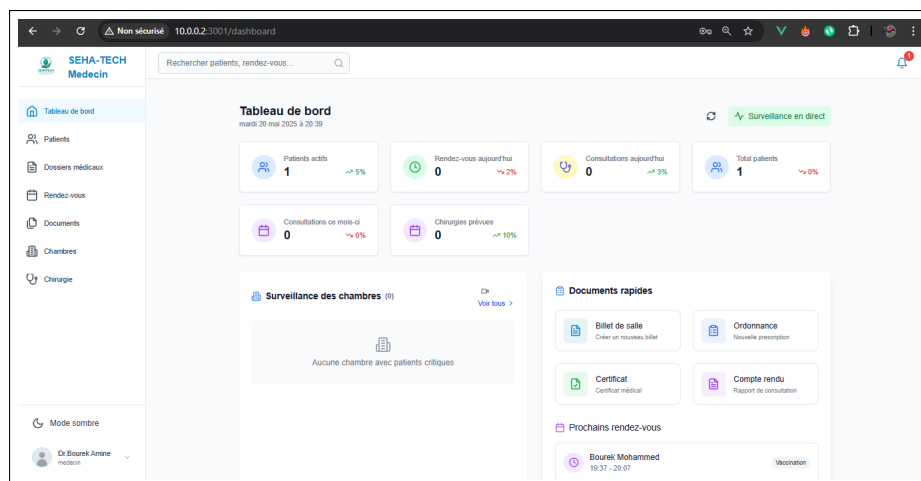 Non sécurisé 10.0.0.2:3001/dashboard
SEHA-TECH
Medecin
Rechercher patients, rendez-vous...
1
Tableau de bord
Patients
Dossiers médicaux
Rendez-vous
Documents
Chambres
Chirurgie
Mode sombre
Dr.Bourek Amine
medecin
Tableau de bord
mardi 20 mai 2025 à 20:39
Surveillance en direct
Patients actifs
1 5%
Rendez-vous aujourd'hui
0 2%
Consultations aujourd'hui
0 3%
Total patients
1 0%
Consultations ce mois-ci
0 0%
Chirurgies prévues
0 10%
Surveillance des chambres (0)
Voir tous >
Aucune chambre avec patients critiques
Documents rapides
Billet de salle
Créer un nouveau billet
Ordonnance
Nouvelle prescription
Certificat
Certificat médical
Compte rendu
Rapport de consultation
Prochains rendez-vous
Bourek Mohammed
19:37 - 20:07
Vaccination